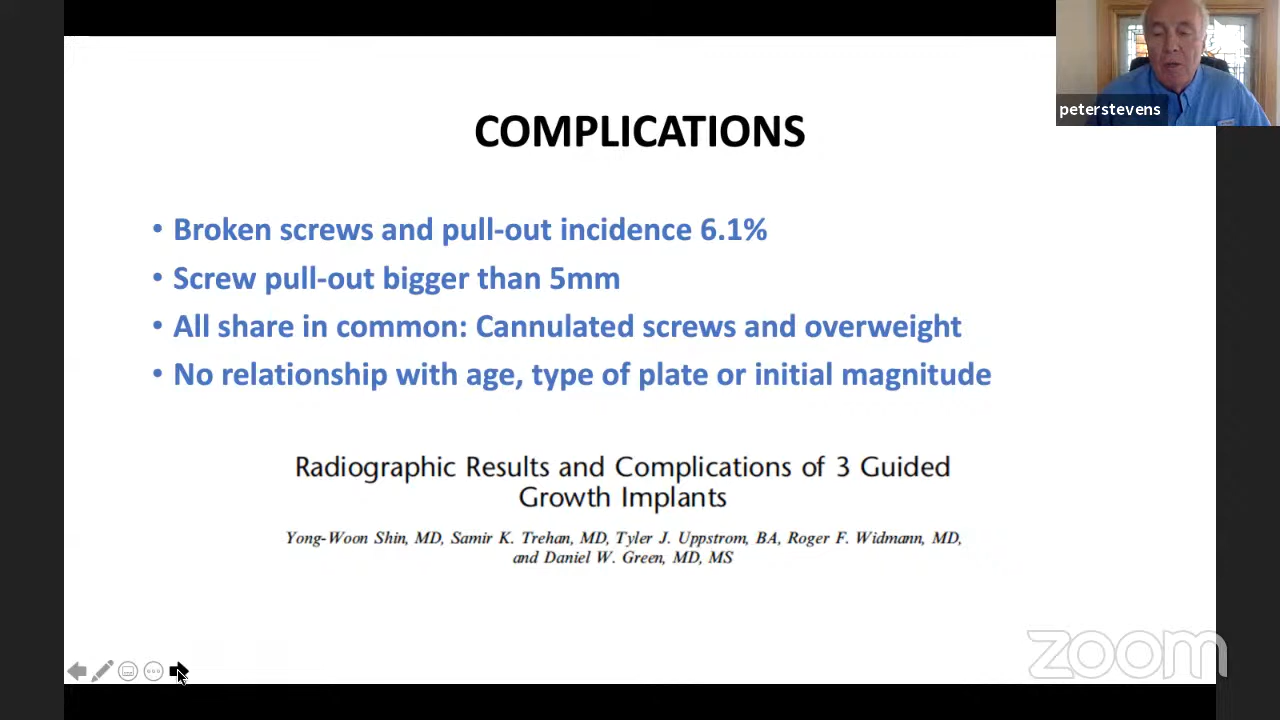 peterstevens
COMPLICATIONS
• Broken screws and pull-out incidence 6.1%
• Screw pull-out bigger than 5mm
• All share in common: Cannulated screws and overweight
• No relationship with age, type of plate or initial magnitude
Radiographic Results and Complications of 3 Guided
Growth Implants
Yong-Woon Shin, MD, Samir K. Trehan, MD, Tyler J. Uppstrom, BA, Roger F. Widmann, MD,
and Daniel W. Green, MD, MS
zoom